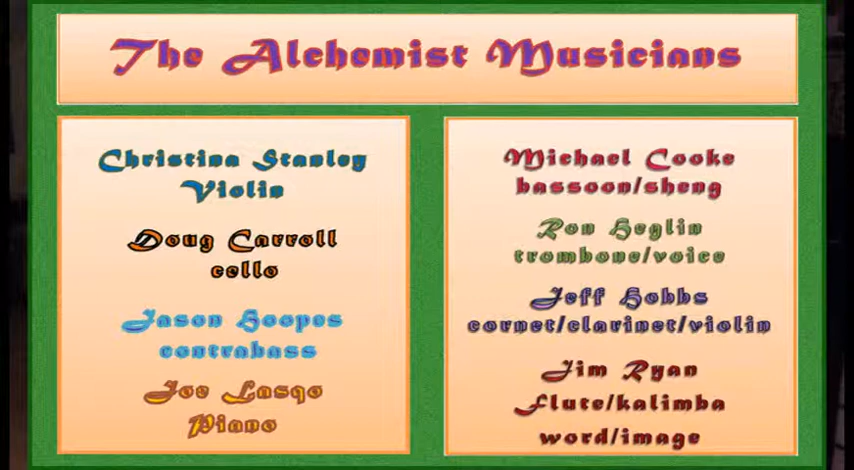 The Alchemist Musicians
Christina Stanley
Violin
Doug Carroll
cello
Jason Hoopes
contrabass
Joe Lasqo
Piano
Michael Cooke
bassoon/sheng
Ron Heglin
trombone/voice
Jeff Hobbs
cornet/clarinet/violin
Jim Ryan
flute/kalimba
word/image